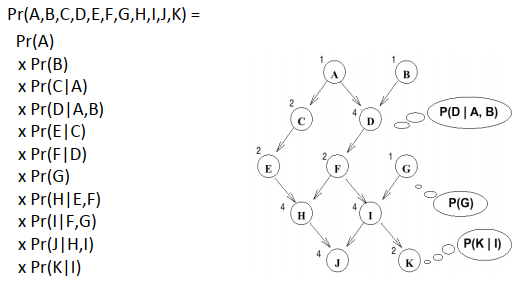 Pr(A,B,C,D,E,F,G,H,I,J,K) =
Pr(A)
x Pr(B)
x Pr(C|A)
x Pr(D|A,B)
x Pr(E|C)
x Pr(F|D)
x Pr(G)
x Pr(H|E,F)
x Pr(I|F,G)
x Pr(J|H,I)
x Pr(K|I)
1 1
A B
2 4
C D P(D | A, B)
2 2 1
E F G
P(G)
4 4
H I
P(K | I)
4 2
J K